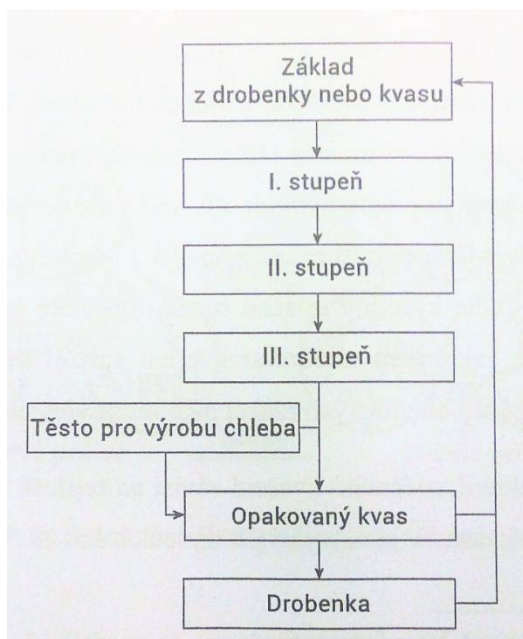 Základ
z drobenky nebo kvasu
I. stupeň
II. stupeň
III. stupeň
Těsto pro výrobu chleba
Opakovaný kvas
Drobenka